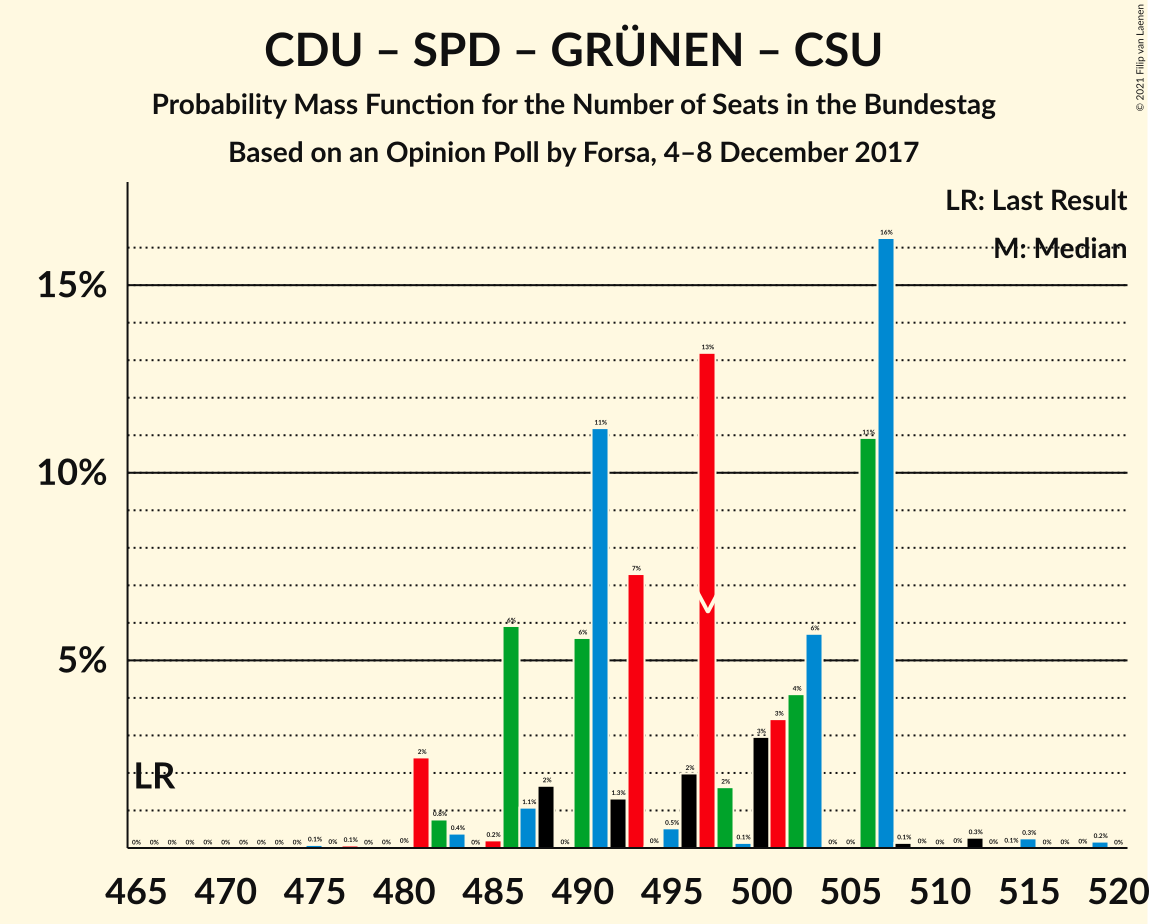 CDU – SPD – GRÜNEN – CSU
Probability Mass Function for the Number of Seats in the Bundestag
Based on an Opinion Poll by Forsa, 4–8 December 2017
© 2021 Filip van Laenen
LR: Last Result
M: Median
15%
10%
5%
LR
0% 0% 0% 0% 0% 0% 0% 0% 0% 0% 0.1% 0% 0.1% 0% 0% 0% 2% 0.8% 0.4% 0% 0.2% 6% 1.1% 2% 0% 6% 11% 1.3% 7% 0% 0.5% 2% 13% 2% 0.1% 3% 3% 4% 6% 0% 0% 11% 16% 0.1% 0% 0% 0% 0.3% 0% 0.1% 0.3% 0% 0% 0% 0.2% 0%
M
465 470 475 480 485 490 495 500 505 510 515 520